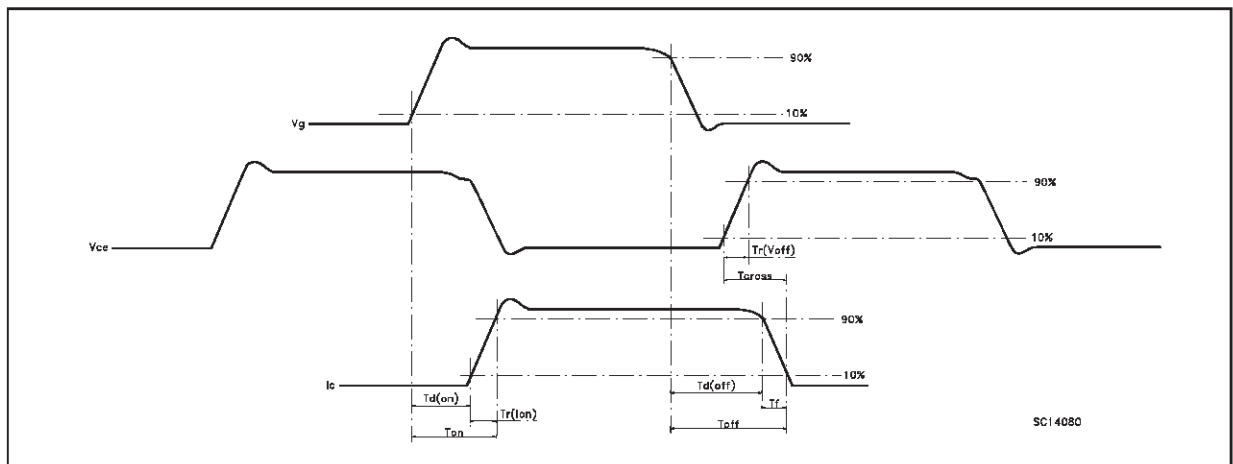 90%
10%
Vg
90%
10%
Vce
Tr(Voff)
Tcross
90%
10%
Ic
Td(on)
Td(off)
Tr(Ion)
Tf
Ton
Toff
SC14080